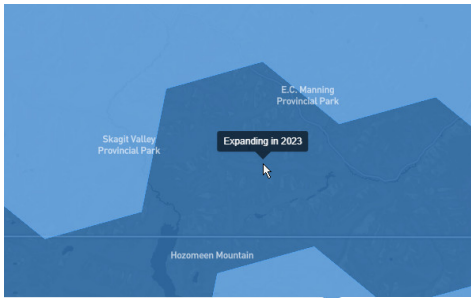 E.C. Manning
Provincial Park
Skagit Valley
Provincial Park
Expanding in 2023
Hozomeen Mountain